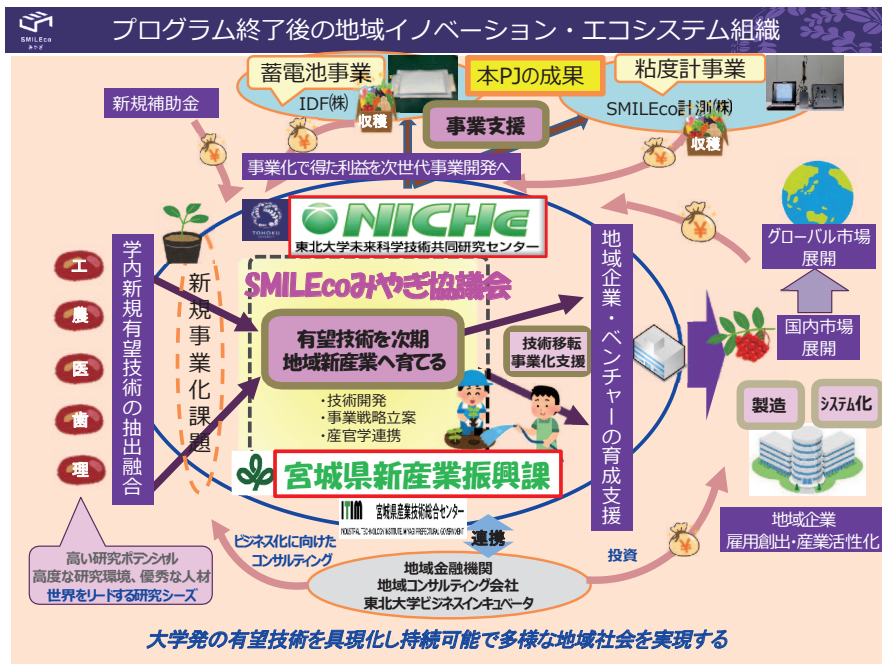 SMILEco
みやぎ
プログラム終了後の地域イノベーション・エコシステム組織
蓄電池事業
IDF㈱
収穫
本PJの成果
粘度計事業
SMILEco計測㈱
収穫
新規補助金
事業支援
事業化で得た利益を次世代事業開発へ
TOHOKU
NICHe
東北大学未来科学技術共同研究センター
グローバル市場
展開
国内市場
展開
工
農
医
歯
理
学内新規有望技術の抽出融合
新規事業化課題
SMILEcoみやぎ協議会
有望技術を次期
地域新産業へ育てる
・技術開発
・事業戦略立案
・産官学連携
技術移転
事業化支援
地域企業・ベンチャーの育成支援
製造
システム化
宮城県新産業振興課
ITIM 宮城県産業技術総合センター
INDUSTRIAL TECHNOLOGY INSTITUTE, MIYAGI PREFECTURAL GOVERNMENT
地域企業
雇用創出・産業活性化
高い研究ポテンシャル
高度な研究環境、優秀な人材
世界をリードする研究シーズ
ビジネス化に向けた
コンサルティング
連携
投資
地域金融機関
地域コンサルティング会社
東北大学ビジネスインキュベータ
大学発の有望技術を具現化し持続可能で多様な地域社会を実現する